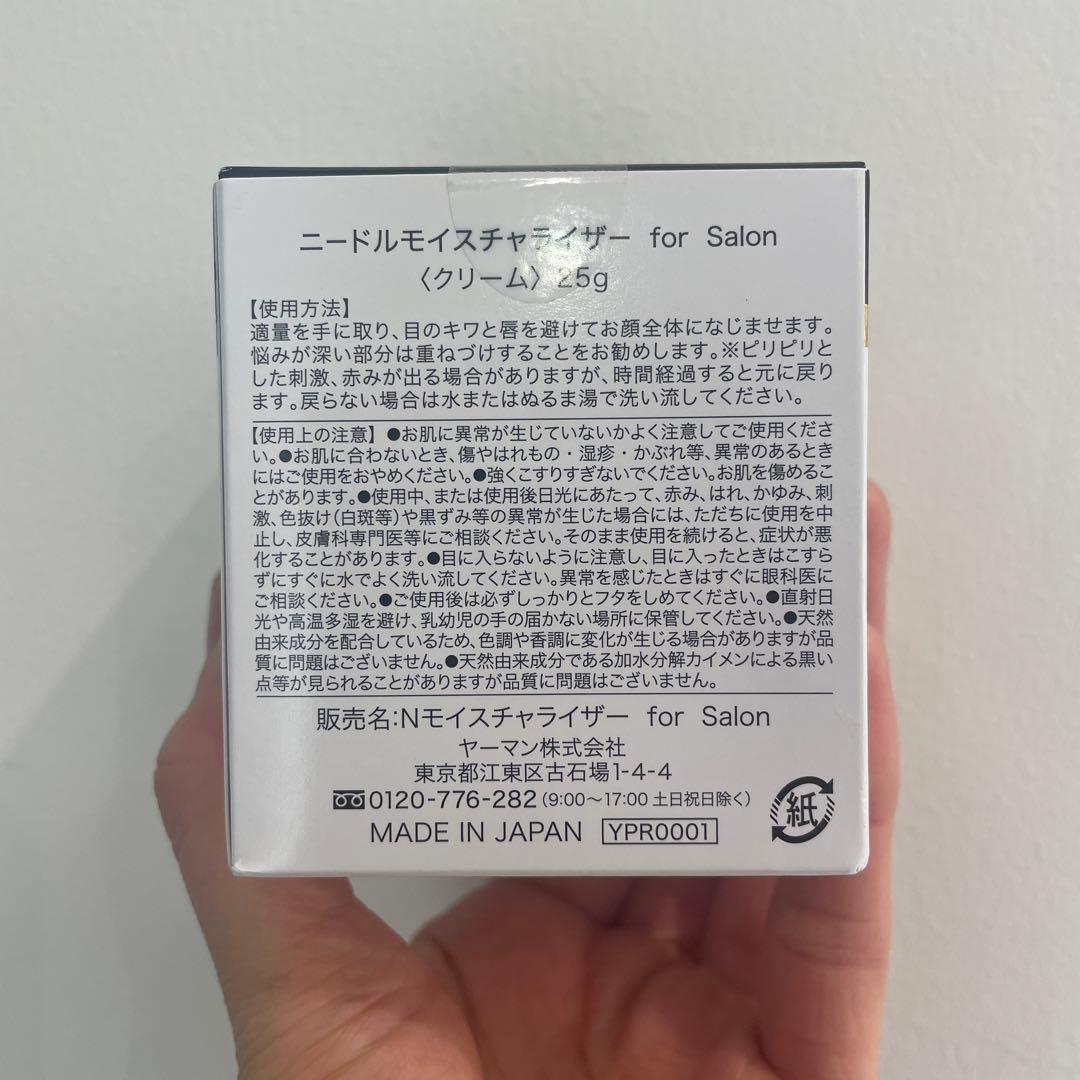 ニードルモイスチャライザー for Salon
〈クリーム〉25g
【使用方法】
適量を手に取り、目のキワと唇を避けてお顔全体になじませます。
悩みが深い部分は重ねづけすることをお勧めします。※ピリピリと
した刺激、赤みが出る場合がありますが、時間経過すると元に戻り
ます。戻らない場合は水またはぬるま湯で洗い流してください。
【使用上の注意】●お肌に異常が生じていないかよく注意してご使用くださ
い。●お肌に合わないとき、傷やはれもの・湿疹・かぶれ等、異常のあるとき
にはご使用をおやめください。●強くこすりすぎないでください。お肌を傷めるこ
とがあります。●使用中、または使用後日光にあたって、赤み、はれ、かゆみ、刺
激、色抜け(白斑等)や黒ずみ等の異常が生じた場合には、ただちに使用を中
止し、皮膚科専門医等にご相談ください。そのまま使用を続けると、症状が悪
化することがあります。●目に入らないように注意し、目に入ったときはこすら
ずにすぐに水でよく洗い流してください。異常を感じたときはすぐに眼科医に
ご相談ください。●ご使用後は必ずしっかりとフタをしめてください。●直射日
光や高温多湿を避け、乳幼児の手の届かない場所に保管してください。●天然
由来成分を配合しているため、色調や香調に変化が生じる場合がありますが品
質に問題はございません。●天然由来成分である加水分解カイメンによる黒い
点等が見られることがありますが品質に問題はございません。
販売名:Nモイスチャライザー for Salon
ヤーマン株式会社
東京都江東区古石場1-4-4
0120-776-282(9:00〜17:00 土日祝日除く)
MADE IN JAPAN YPR0001
紙